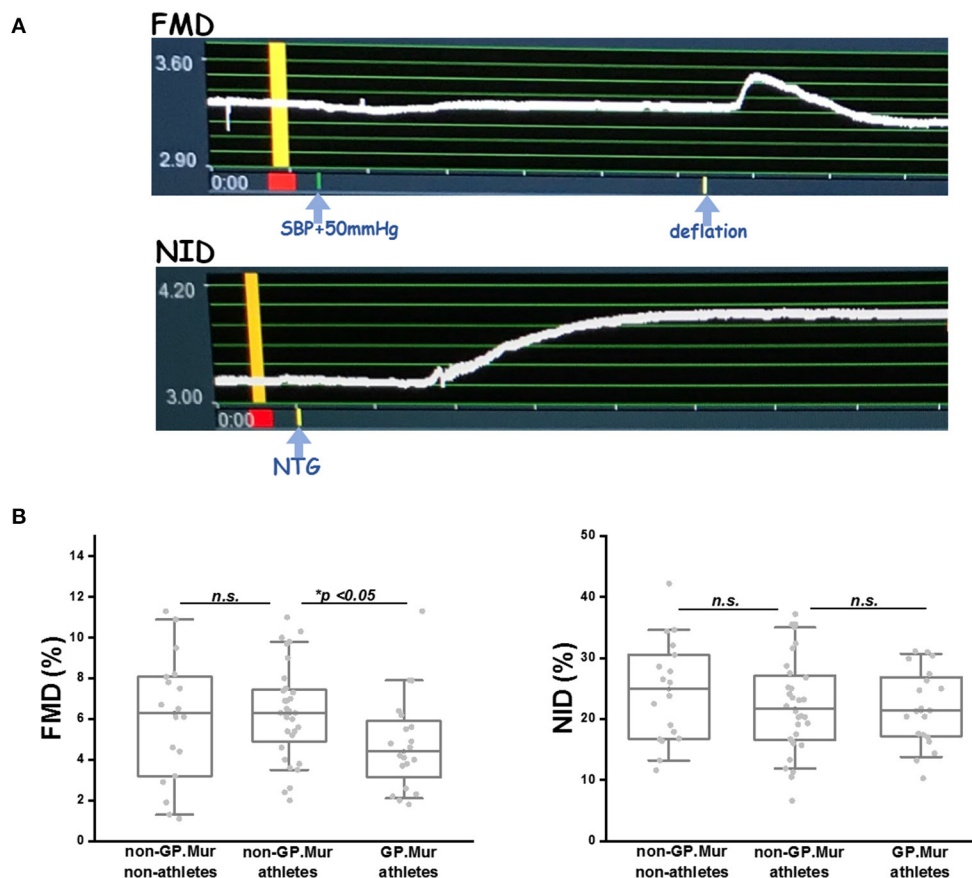 A
FMD
3.60
2.90
0:00
SBP+50mmHg
deflation
NID
4.20
3.00
0:00
NTG
B
FMD (%)
14
12
10
8
6
4
2
0
n.s.
*p <0.05
non-GP.Mur
non-athletes
non-GP.Mur
athletes
GP.Mur
athletes
NID (%)
50
40
30
20
10
0
n.s.
n.s.
non-GP.Mur
non-athletes
non-GP.Mur
athletes
GP.Mur
athletes